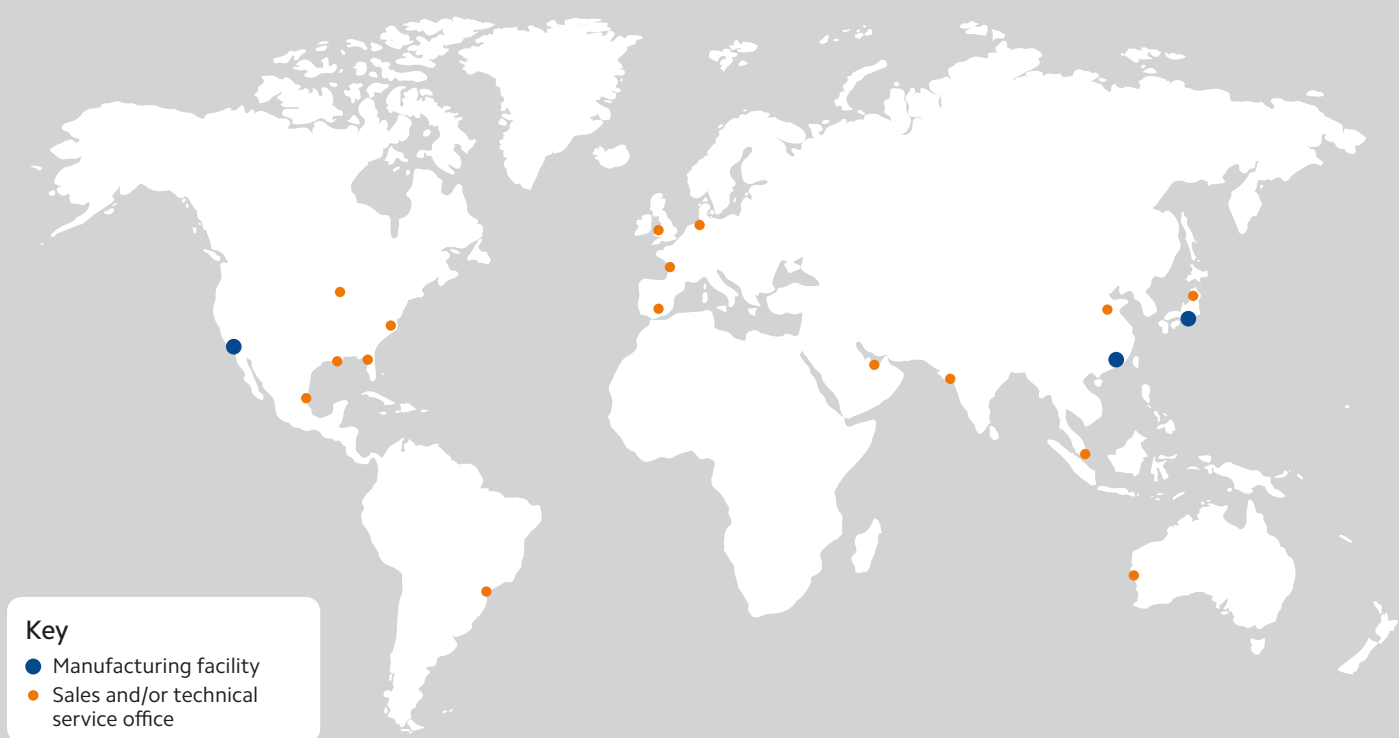 Key
Manufacturing facility
Sales and/or technical
service office